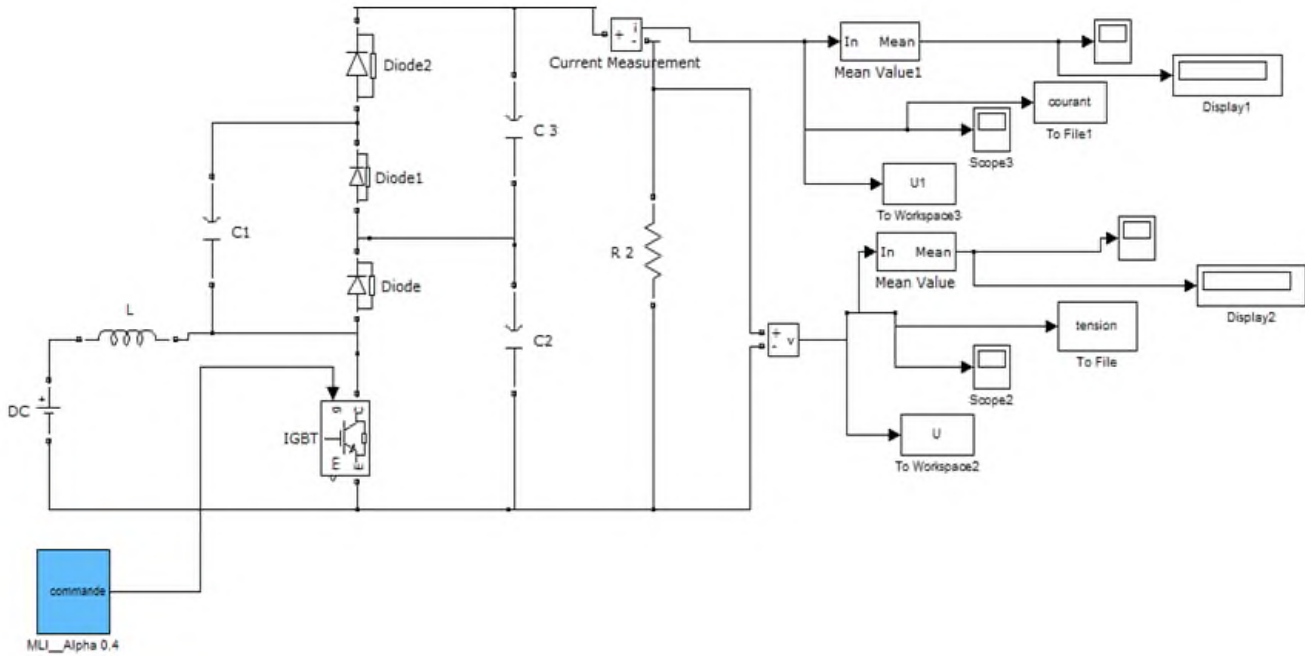 Diode2
C 3
+
i
-
Current Measurement
In Mean
Mean Value1
Display1
courant
To File1
Scope3
U1
To Workspace3
Diode1
C1
Diode
R 2
In Mean
Mean Value
Display2
L
C2
+
-
v
tension
To File
Scope2
DC
+
g
C
IGBT
E
E
U
To Workspace2
commande
MLI__Alpha 0.4